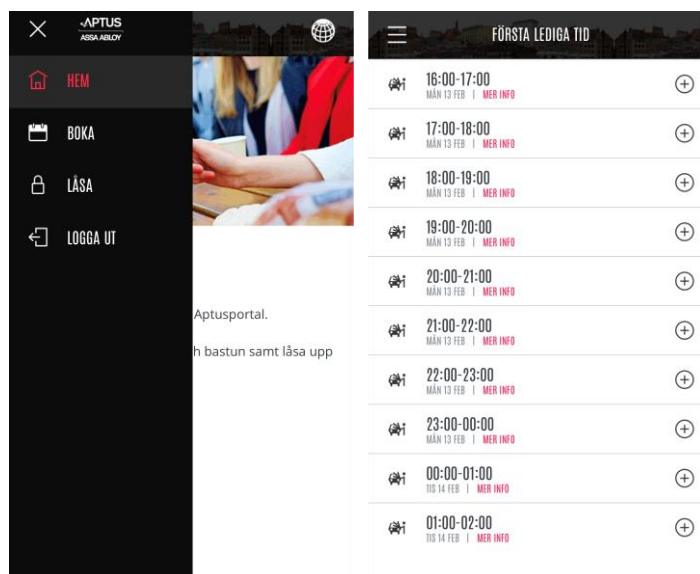 APTUS
ASSA ABLOY
HEM
BOKA
LÅSA
LOGGA UT
Aptusportal.
h bastun samt låsa upp
FÖRSTA LEDIGA TID
16:00-17:00
MÅN 13 FEB | MER INFO
17:00-18:00
MÅN 13 FEB | MER INFO
18:00-19:00
MÅN 13 FEB | MER INFO
19:00-20:00
MÅN 13 FEB | MER INFO
20:00-21:00
MÅN 13 FEB | MER INFO
21:00-22:00
MÅN 13 FEB | MER INFO
22:00-23:00
MÅN 13 FEB | MER INFO
23:00-00:00
MÅN 13 FEB | MER INFO
00:00-01:00
TIS 14 FEB | MER INFO
01:00-02:00
TIS 14 FEB | MER INFO